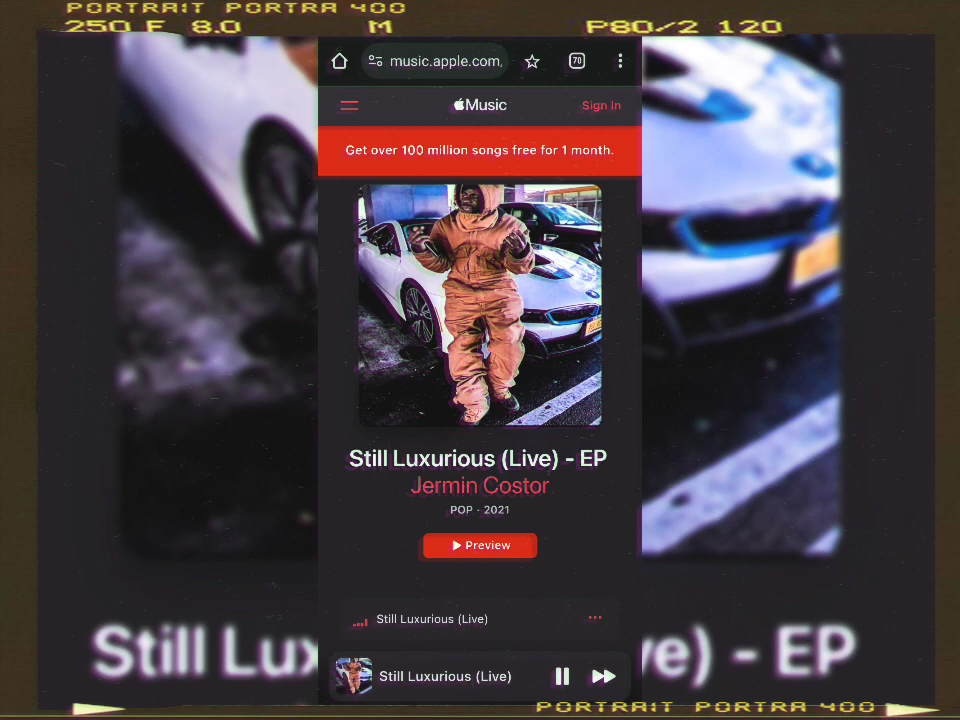 PORTRAIT PORTRA 400
250 F 8.0 M P80/2 120
music.apple.com,
70
Music
Sign In
Get over 100 million songs free for 1 month.
Still Luxurious (Live) - EP
Jermin Costor
POP · 2021
Preview
Still Luxurious (Live)
Still Lux
ve) - EP
Still Luxurious (Live)
PORTRAIT PORTRA 400